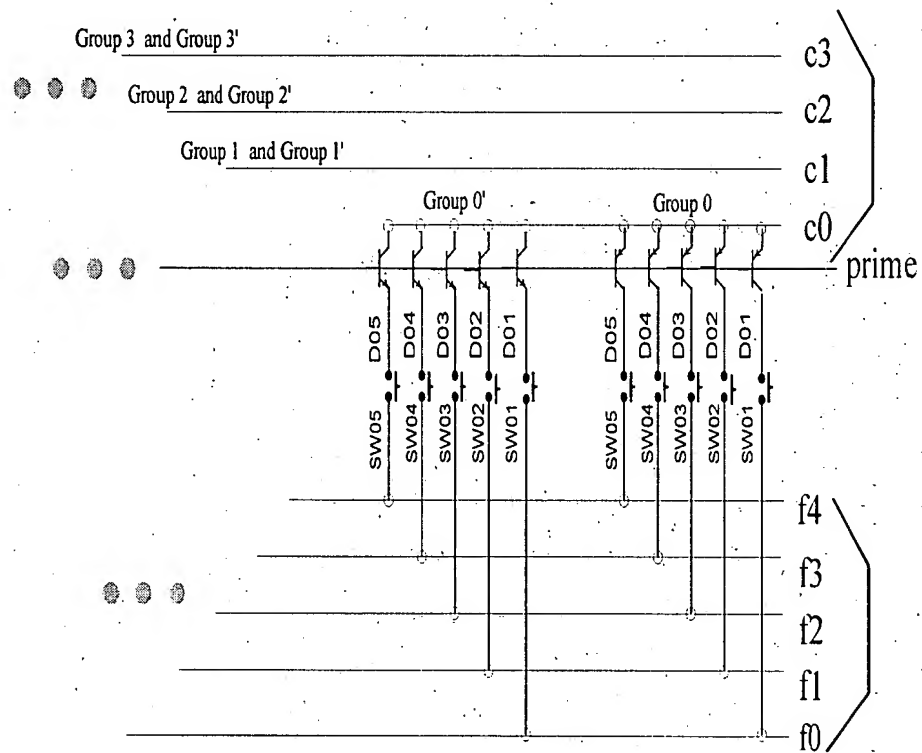 Group 3 and Group 3'
c3
Group 2 and Group 2'
c2
Group 1 and Group 1'
c1
Group 0'
Group 0
c0
prime
D05
D04
D03
D02
D01
D05
D04
D03
D02
D01
SW05
SW04
SW03
SW02
SW01
SW05
SW04
SW03
SW02
SW01
f4
f3
f2
f1
f0